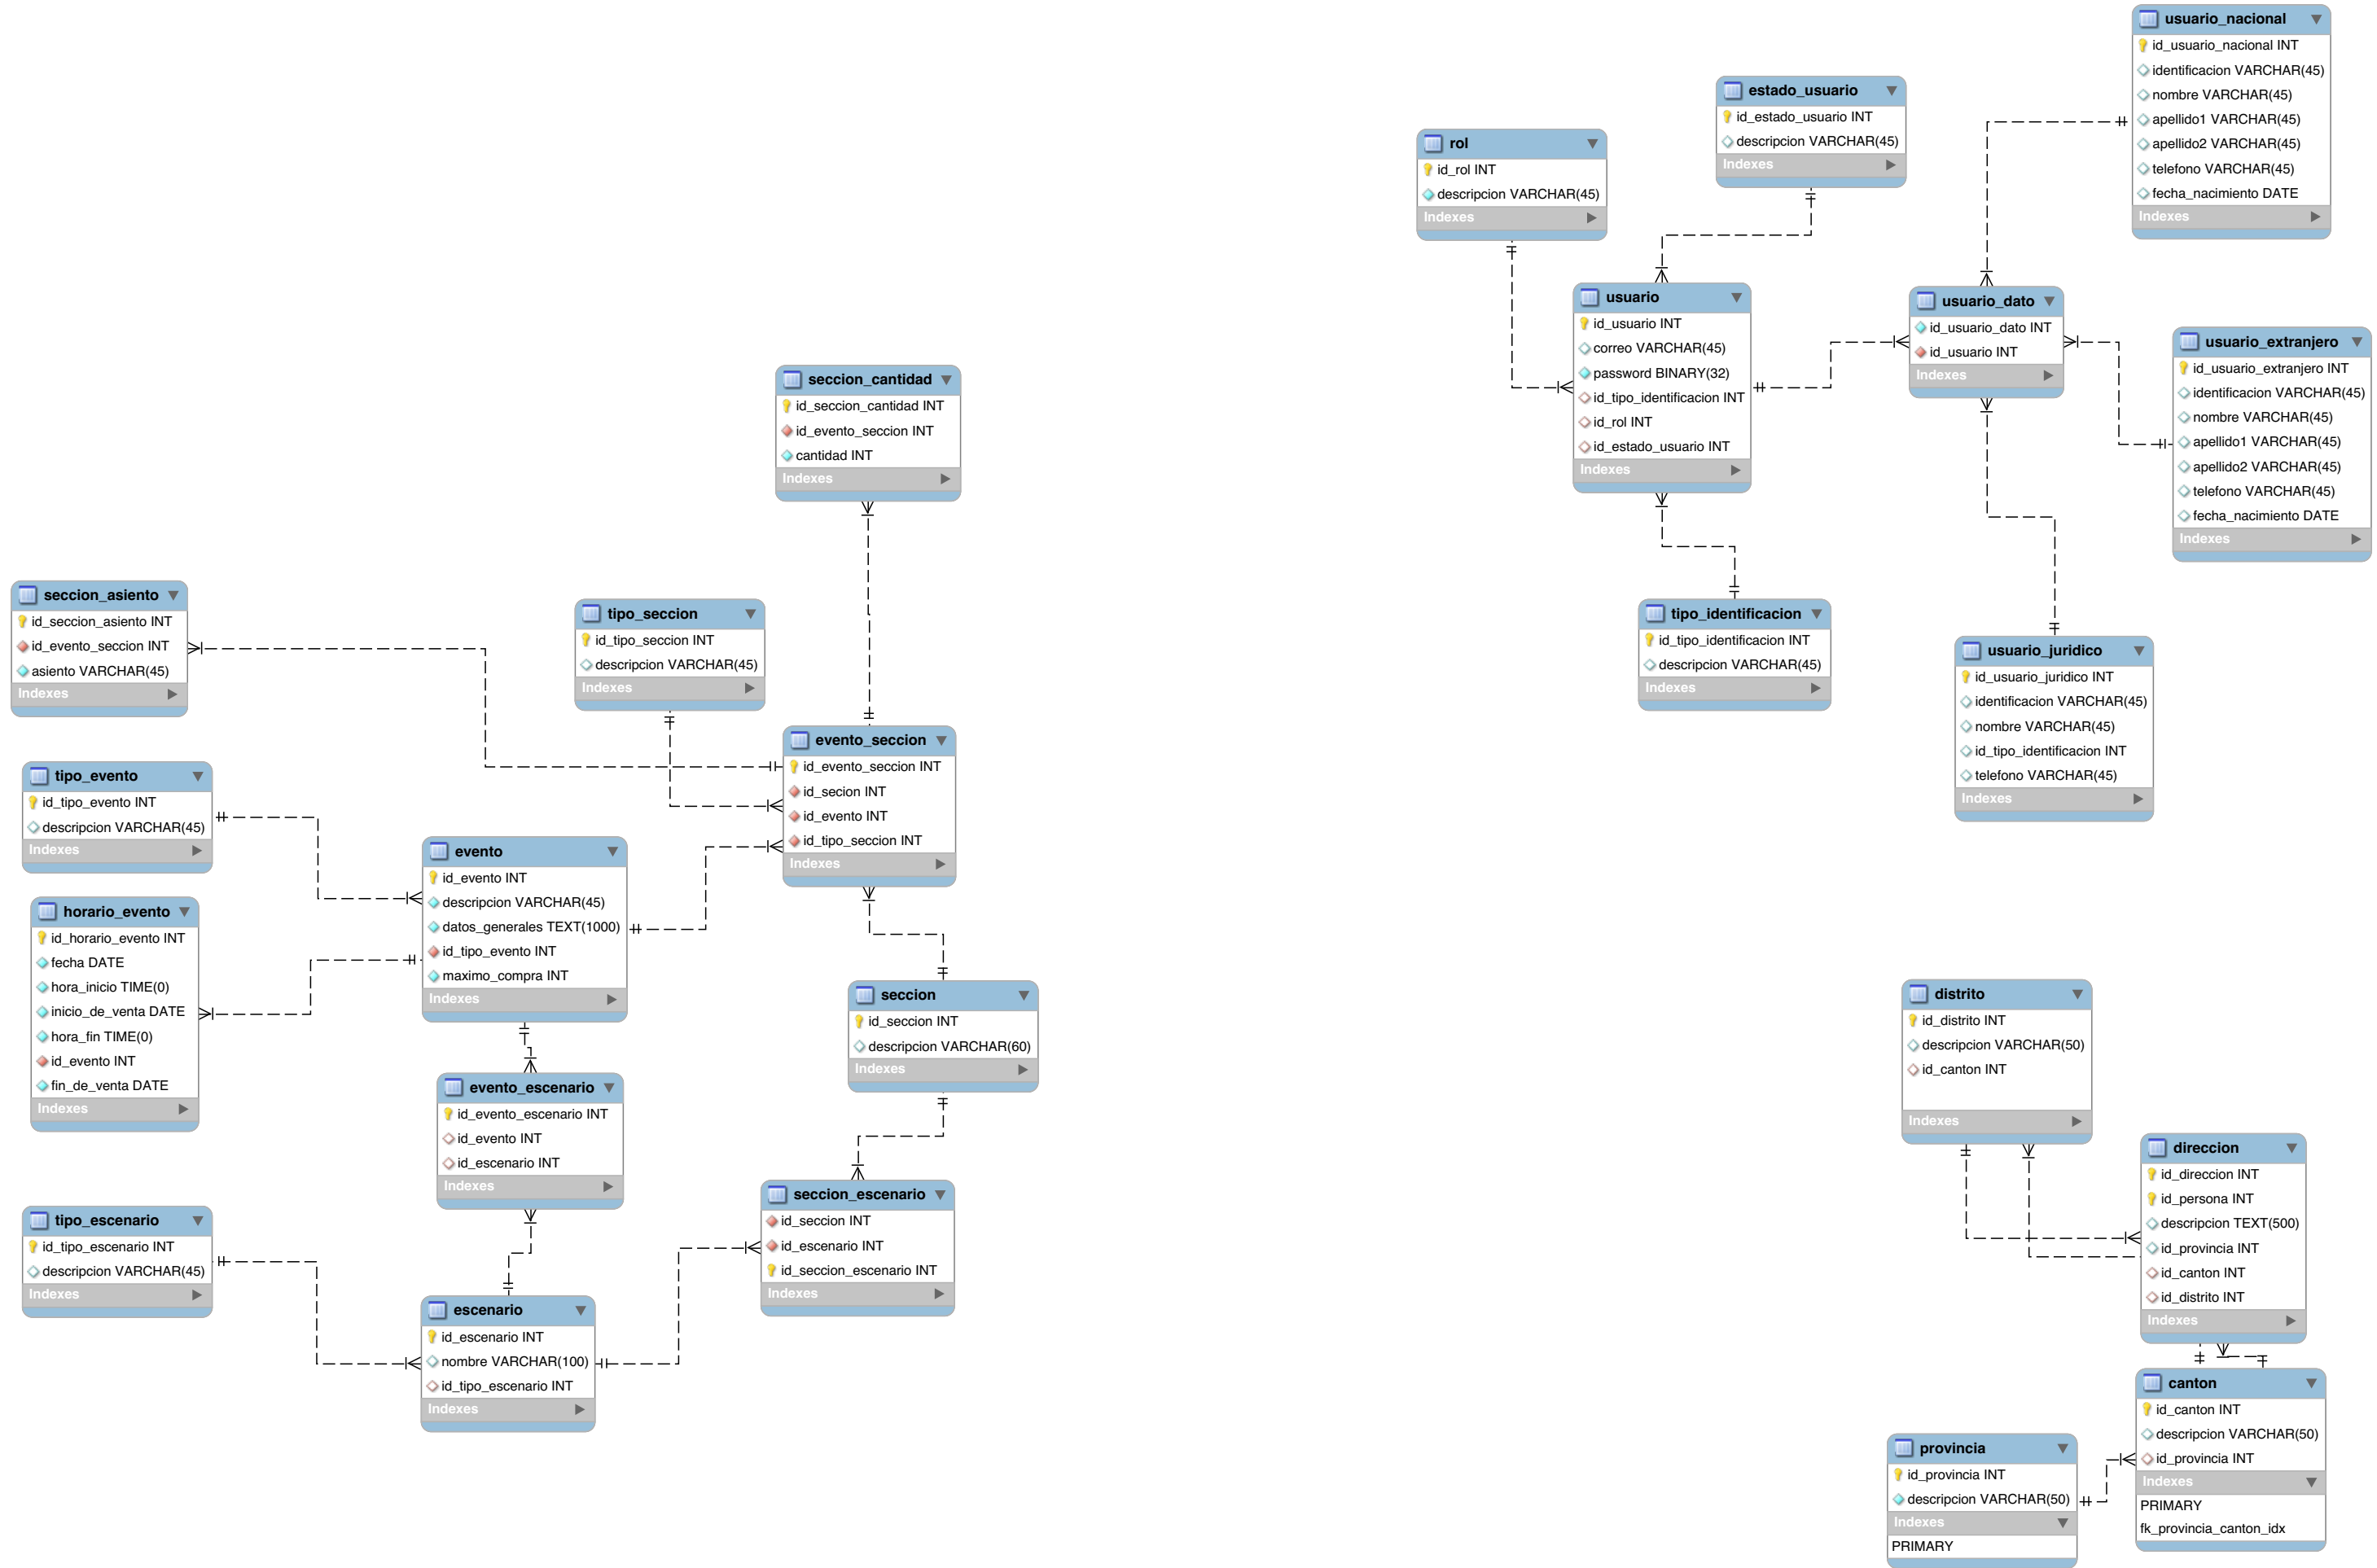 usuario_nacional
id_usuario_nacional INT
identificacion VARCHAR(45)
nombre VARCHAR(45)
apellido1 VARCHAR(45)
apellido2 VARCHAR(45)
telefono VARCHAR(45)
fecha_nacimiento DATE
Indexes
estado_usuario
id_estado_usuario INT
descripcion VARCHAR(45)
Indexes
rol
id_rol INT
descripcion VARCHAR(45)
Indexes
usuario
id_usuario INT
correo VARCHAR(45)
password BINARY(32)
id_tipo_identificacion INT
id_rol INT
id_estado_usuario INT
Indexes
usuario_dato
id_usuario_dato INT
id_usuario INT
Indexes
usuario_extranjero
id_usuario_extranjero INT
identificacion VARCHAR(45)
nombre VARCHAR(45)
apellido1 VARCHAR(45)
apellido2 VARCHAR(45)
telefono VARCHAR(45)
fecha_nacimiento DATE
Indexes
seccion_cantidad
id_seccion_cantidad INT
id_evento_seccion INT
cantidad INT
Indexes
seccion_asiento
id_seccion_asiento INT
id_evento_seccion INT
asiento VARCHAR(45)
Indexes
tipo_seccion
id_tipo_seccion INT
descripcion VARCHAR(45)
Indexes
tipo_identificacion
id_tipo_identificacion INT
descripcion VARCHAR(45)
Indexes
usuario_juridico
id_usuario_juridico INT
identificacion VARCHAR(45)
nombre VARCHAR(45)
id_tipo_identificacion INT
telefono VARCHAR(45)
Indexes
evento_seccion
id_evento_seccion INT
id_secion INT
id_evento INT
id_tipo_seccion INT
Indexes
tipo_evento
id_tipo_evento INT
descripcion VARCHAR(45)
Indexes
evento
id_evento INT
descripcion VARCHAR(45)
datos_generales TEXT(1000)
id_tipo_evento INT
maximo_compra INT
Indexes
horario_evento
id_horario_evento INT
fecha DATE
hora_inicio TIME(0)
inicio_de_venta DATE
hora_fin TIME(0)
id_evento INT
fin_de_venta DATE
Indexes
seccion
id_seccion INT
descripcion VARCHAR(60)
Indexes
distrito
id_distrito INT
descripcion VARCHAR(50)
id_canton INT
Indexes
evento_escenario
id_evento_escenario INT
id_evento INT
id_escenario INT
Indexes
direccion
id_direccion INT
id_persona INT
descripcion TEXT(500)
id_provincia INT
id_canton INT
id_distrito INT
Indexes
seccion_escenario
id_seccion INT
id_escenario INT
id_seccion_escenario INT
Indexes
tipo_escenario
id_tipo_escenario INT
descripcion VARCHAR(45)
Indexes
escenario
id_escenario INT
nombre VARCHAR(100)
id_tipo_escenario INT
Indexes
canton
id_canton INT
descripcion VARCHAR(50)
id_provincia INT
Indexes
PRIMARY
fk_provincia_canton_idx
provincia
id_provincia INT
descripcion VARCHAR(50)
Indexes
PRIMARY